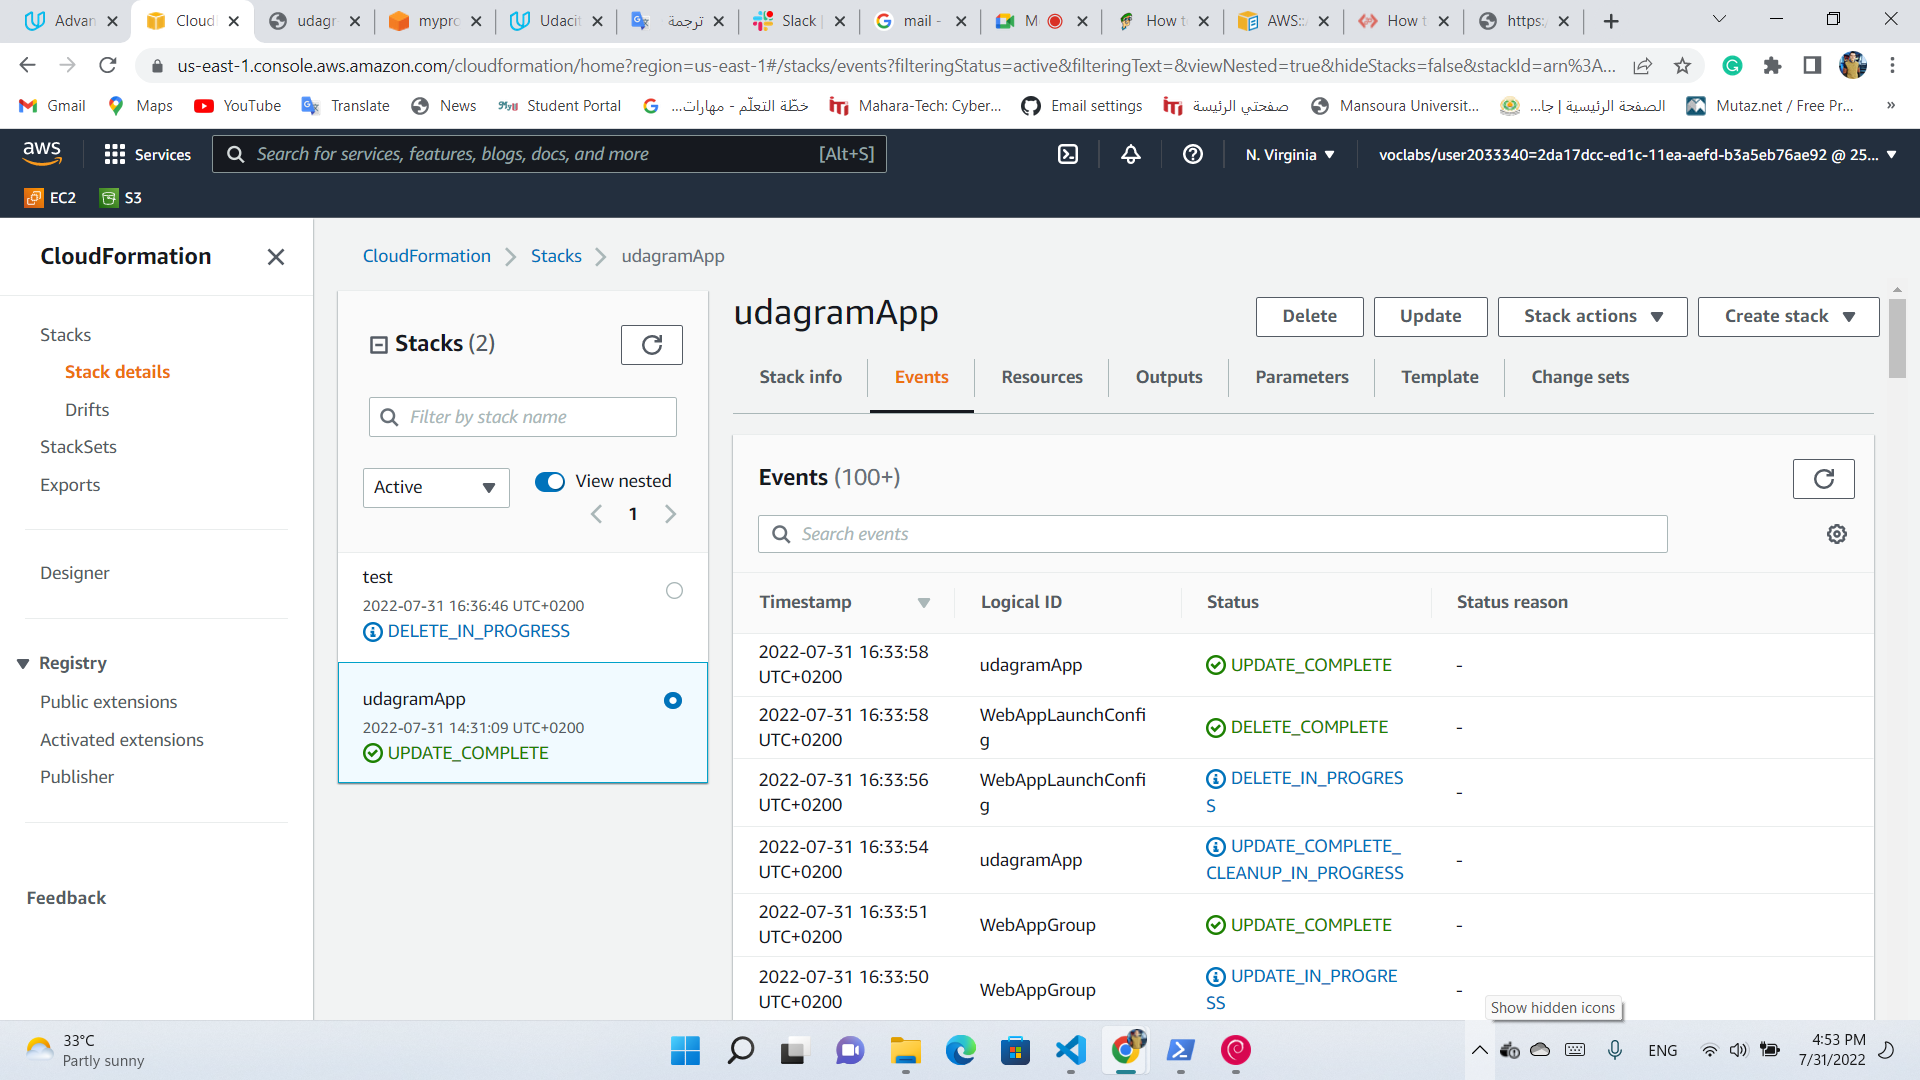 Advan
Cloud
udagr
mypro
Udacit
ترجمة
Slack
mail -
M
How t
AWS::
How t
https:/
us-east-1.console.aws.amazon.com/cloudformation/home?region=us-east-1#/stacks/events?filteringStatus=active&filteringText=&viewNested=true&hideStacks=false&stackId=arn%3A...
Gmail
Maps
YouTube
Translate
News
Student Portal
خطّة التعلّم - مهارات...
Mahara-Tech: Cyber...
Email settings
صفحتي الرئيسة
Mansoura Universit...
الصفحة الرئيسية | جا...
Mutaz.net / Free Pr...
»
aws
Services
Search for services, features, blogs, docs, and more
[Alt+S]
N. Virginia
voclabs/user2033340=2da17dcc-ed1c-11ea-aefd-b3a5eb76ae92 @ 25...
EC2
S3
CloudFormation
Stacks
Stack details
Drifts
StackSets
Exports
Designer
Registry
Public extensions
Activated extensions
Publisher
Feedback
CloudFormation
Stacks
udagramApp
Stacks (2)
Filter by stack name
Active
View nested
1
test
2022-07-31 16:36:46 UTC+0200
DELETE_IN_PROGRESS
udagramApp
2022-07-31 14:31:09 UTC+0200
UPDATE_COMPLETE
udagramApp
Delete
Update
Stack actions
Create stack
Stack info
Events
Resources
Outputs
Parameters
Template
Change sets
Events (100+)
Search events
Timestamp
Logical ID
Status
Status reason
2022-07-31 16:33:58
UTC+0200
udagramApp
UPDATE_COMPLETE
-
2022-07-31 16:33:58
UTC+0200
WebAppLaunchConfi
g
DELETE_COMPLETE
-
2022-07-31 16:33:56
UTC+0200
WebAppLaunchConfi
g
DELETE_IN_PROGRES
S
-
2022-07-31 16:33:54
UTC+0200
udagramApp
UPDATE_COMPLETE_
CLEANUP_IN_PROGRESS
-
2022-07-31 16:33:51
UTC+0200
WebAppGroup
UPDATE_COMPLETE
-
2022-07-31 16:33:50
UTC+0200
WebAppGroup
UPDATE_IN_PROGRE
SS
-
Show hidden icons
33°C
Partly sunny
ENG
4:53 PM
7/31/2022